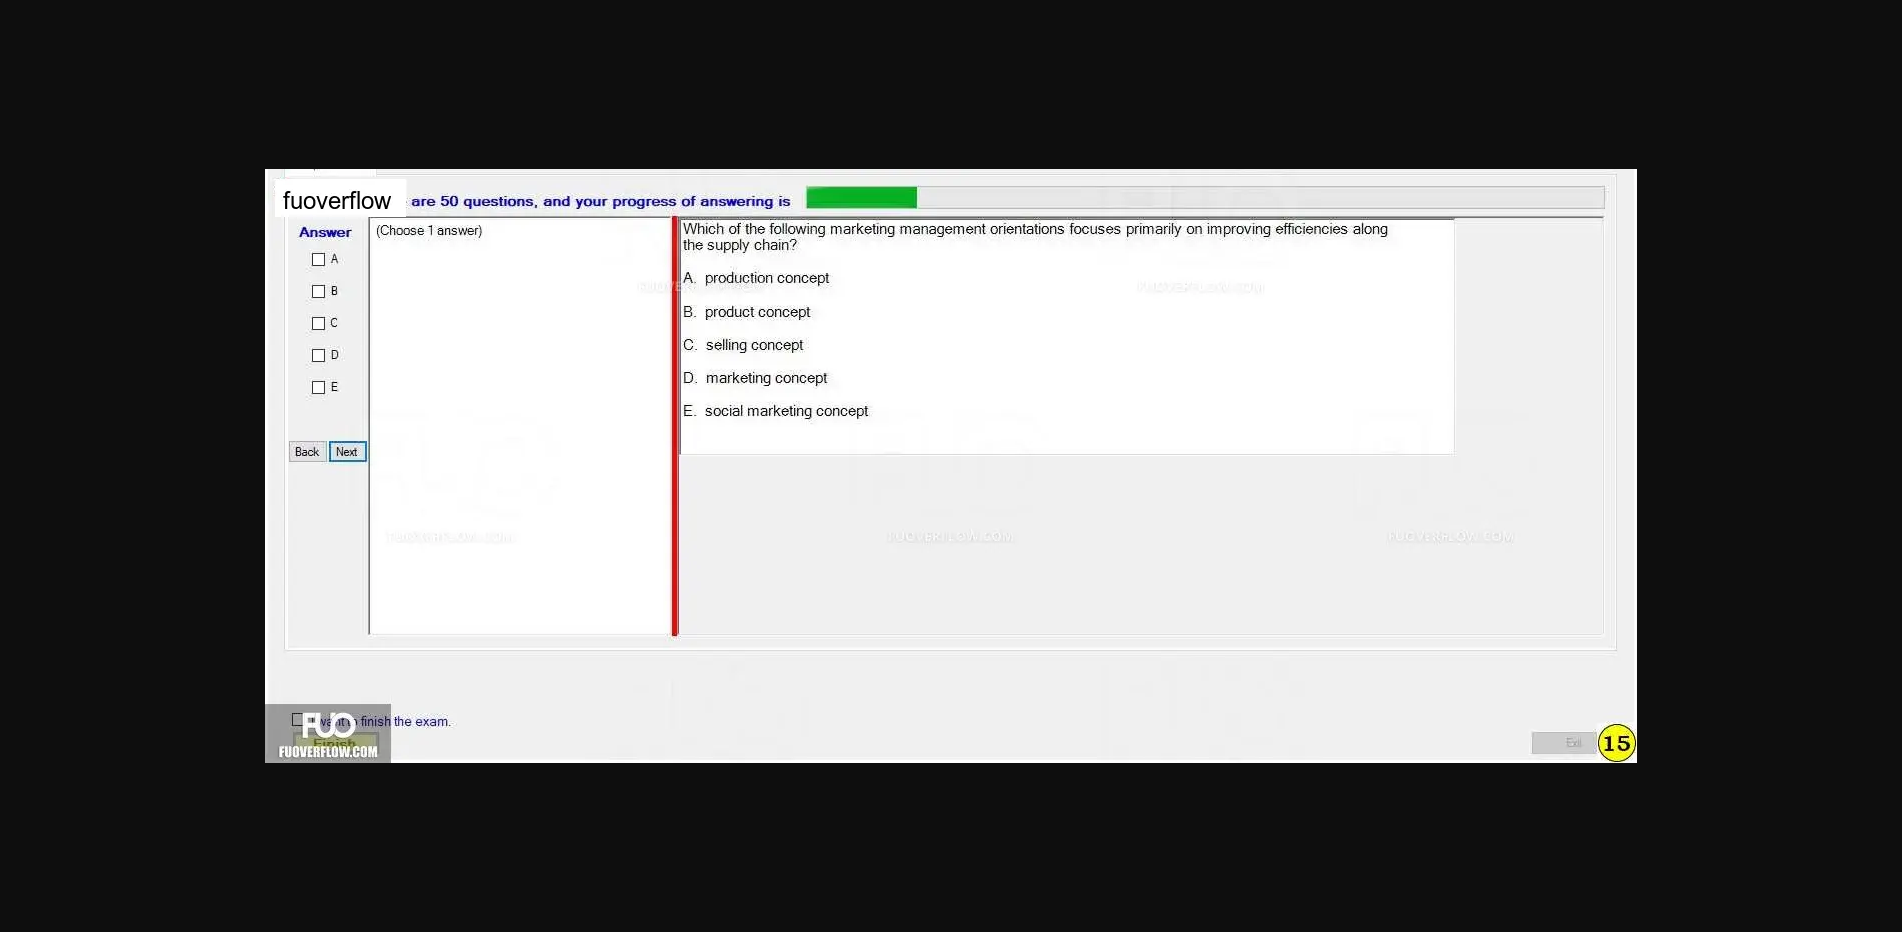 fuoverflow are 50 questions, and your progress of answering is
Answer
(Choose 1 answer)
A
B
C
D
E
Back Next
Which of the following marketing management orientations focuses primarily on improving efficiencies along
the supply chain?
A. production concept
B. product concept
C. selling concept
D. marketing concept
E. social marketing concept
FUOVERFLOW.COM
FUOVERFLOW.COM
FUOVERFLOW.COM
FUOVERFLOW.COM
I want to finish the exam.
FUO
Finish
FUOVERFLOW.COM
Exit
15